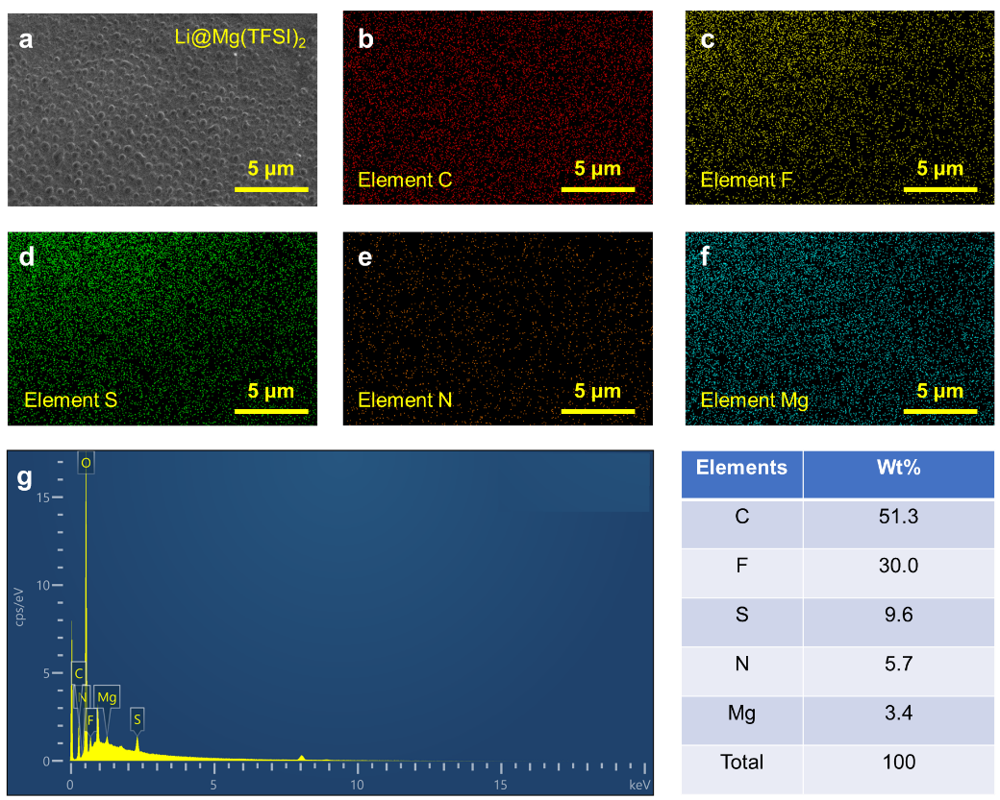 a
Li@Mg(TFSI)₂
5 µm
b
Element C
5 µm
c
Element F
5 µm
d
Element S
5 µm
e
Element N
5 µm
f
Element Mg
5 µm
g
cps/eV
15
10
5
0
O
C
N
F
Mg
S
0
5
10
15
keV
Elements Wt%
C 51.3
F 30.0
S 9.6
N 5.7
Mg 3.4
Total 100